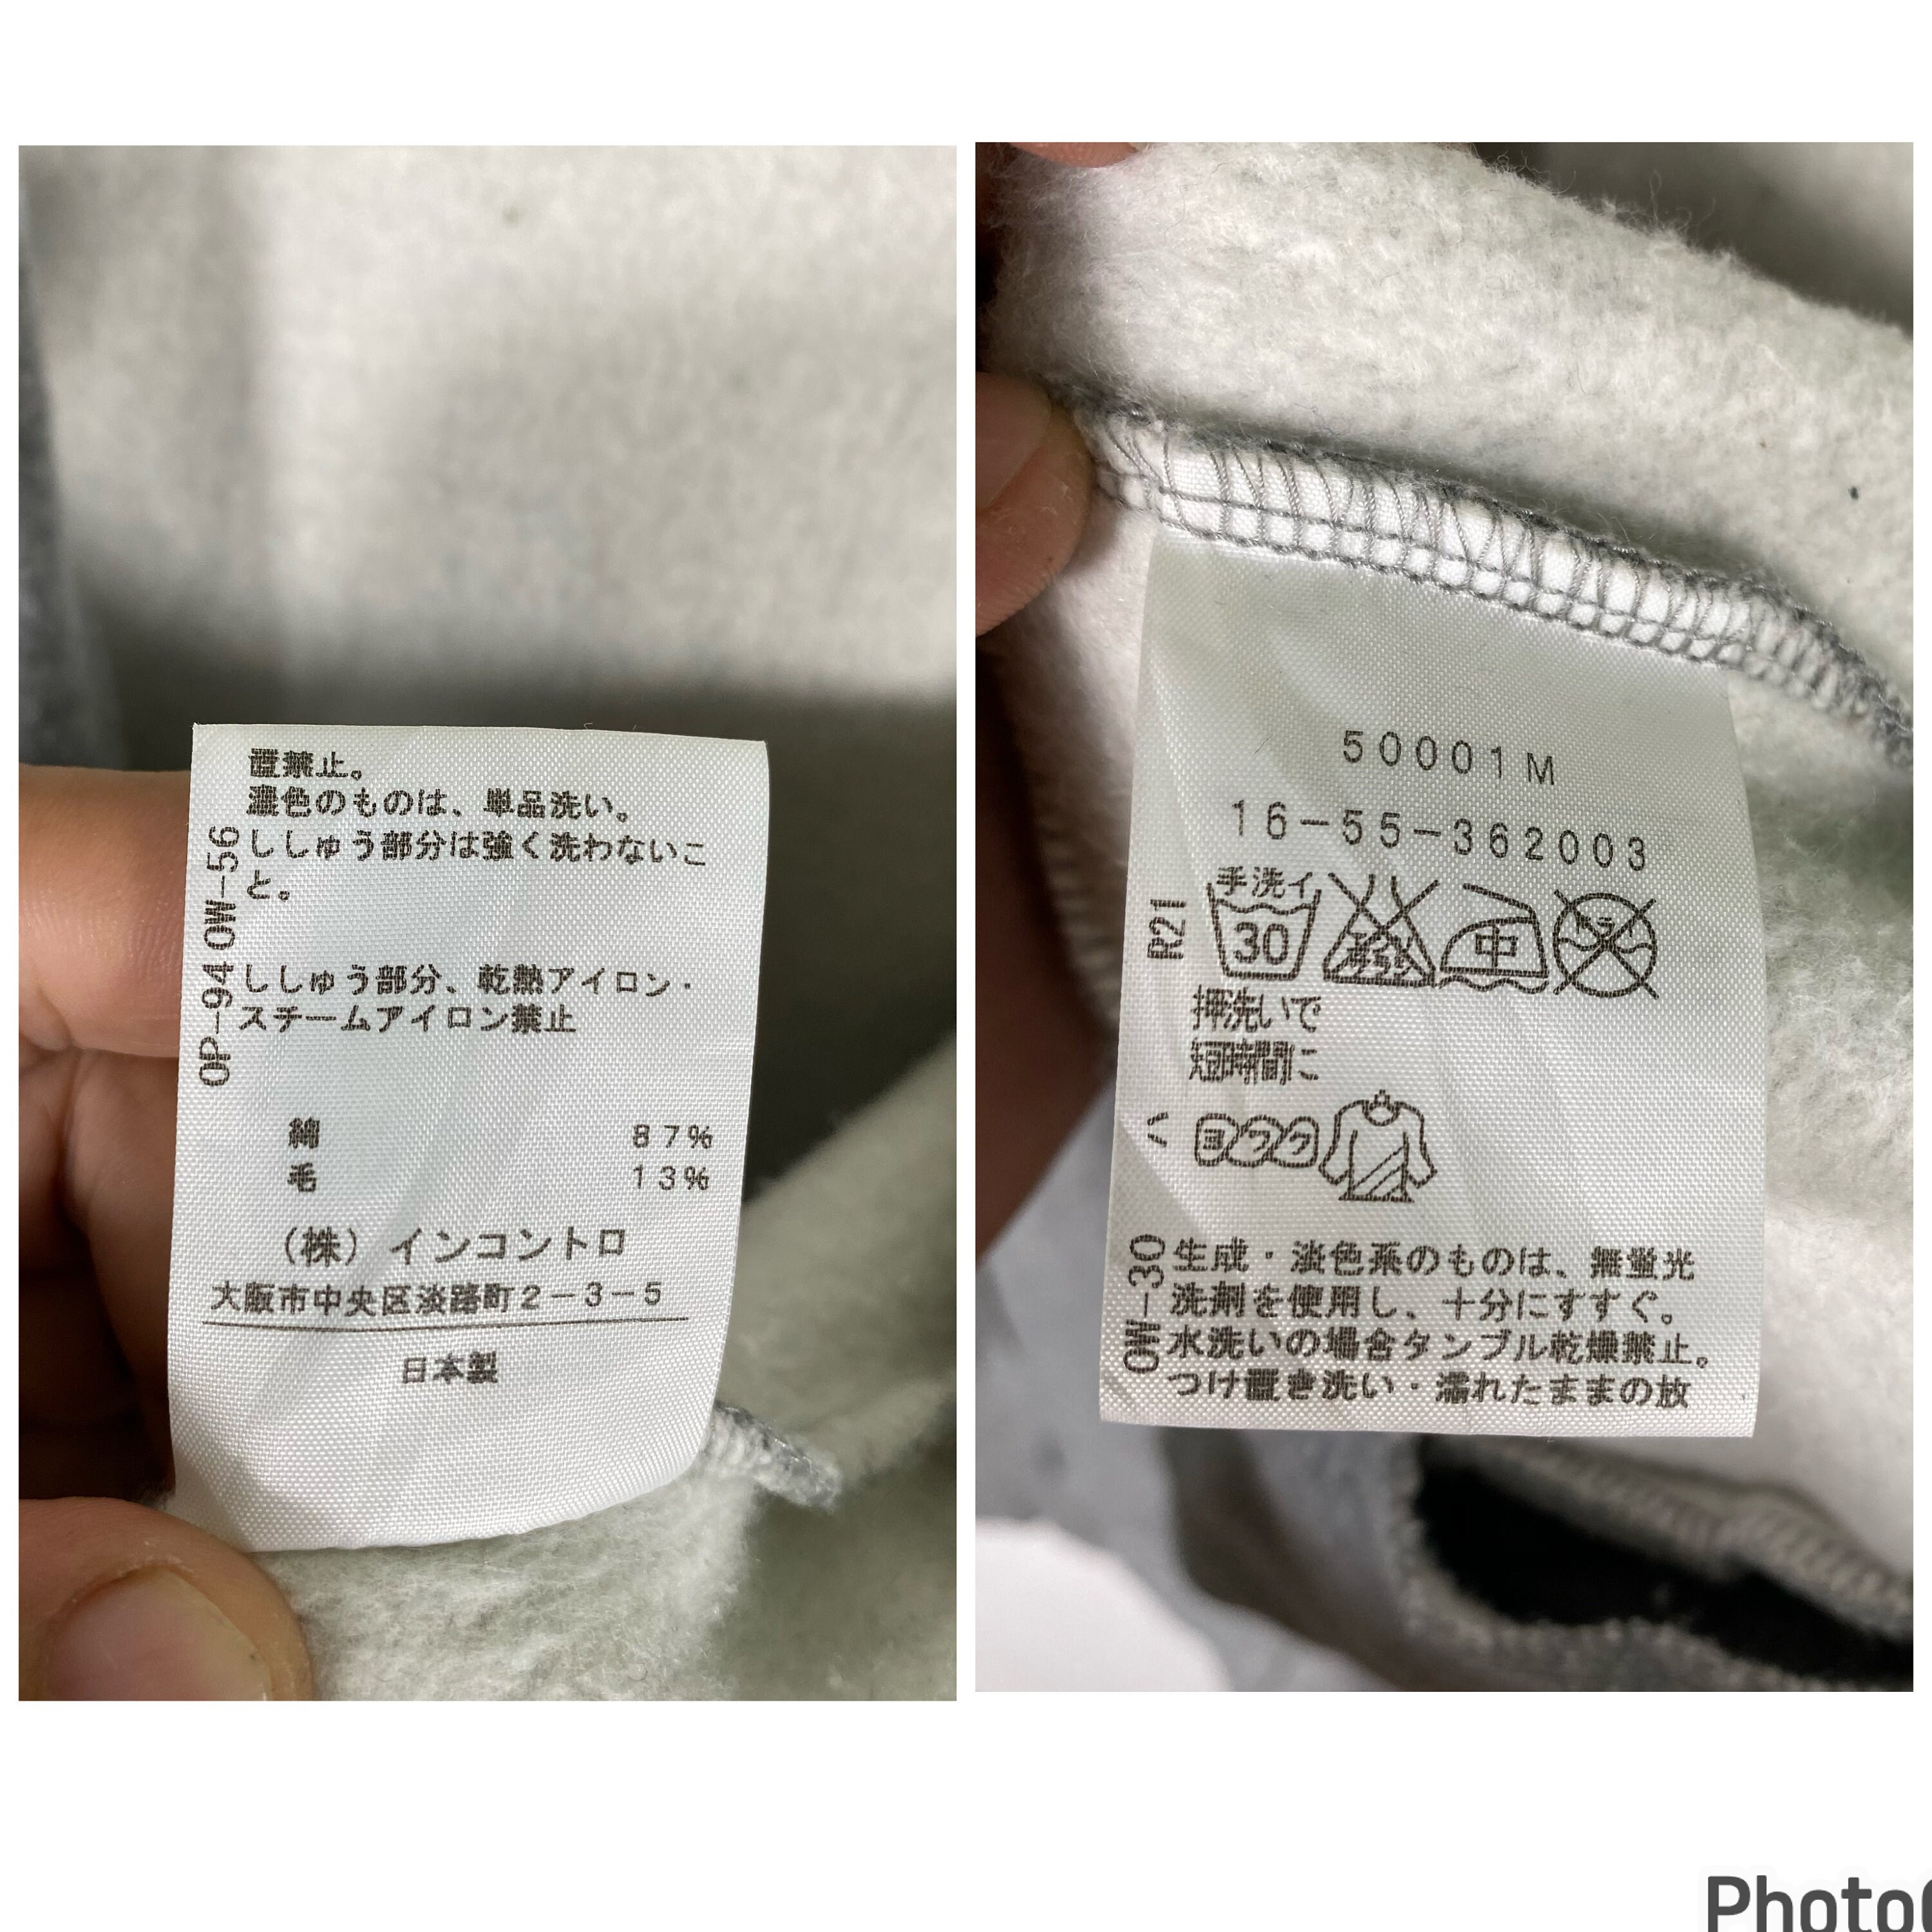 置禁止。
濃色のものは、単品洗い。
ししゅう部分は強く洗わないこ
と。
OW-56
ししゅう部分、乾熱アイロン・
スチームアイロン禁止
OP-94
綿 87%
毛 13%
(株) インコントロ
大阪市中央区淡路町2-3-5
日本製
50001M
16-55-362003
R21
手洗イ
30
中
押洗いで
短時間に
ハ
ヨワク
OW-30
生成・淡色系のものは、無蛍光
洗剤を使用し、十分にすすぐ。
水洗いの場合タンブル乾燥禁止。
つけ置き洗い・濡れたままの放
Photo